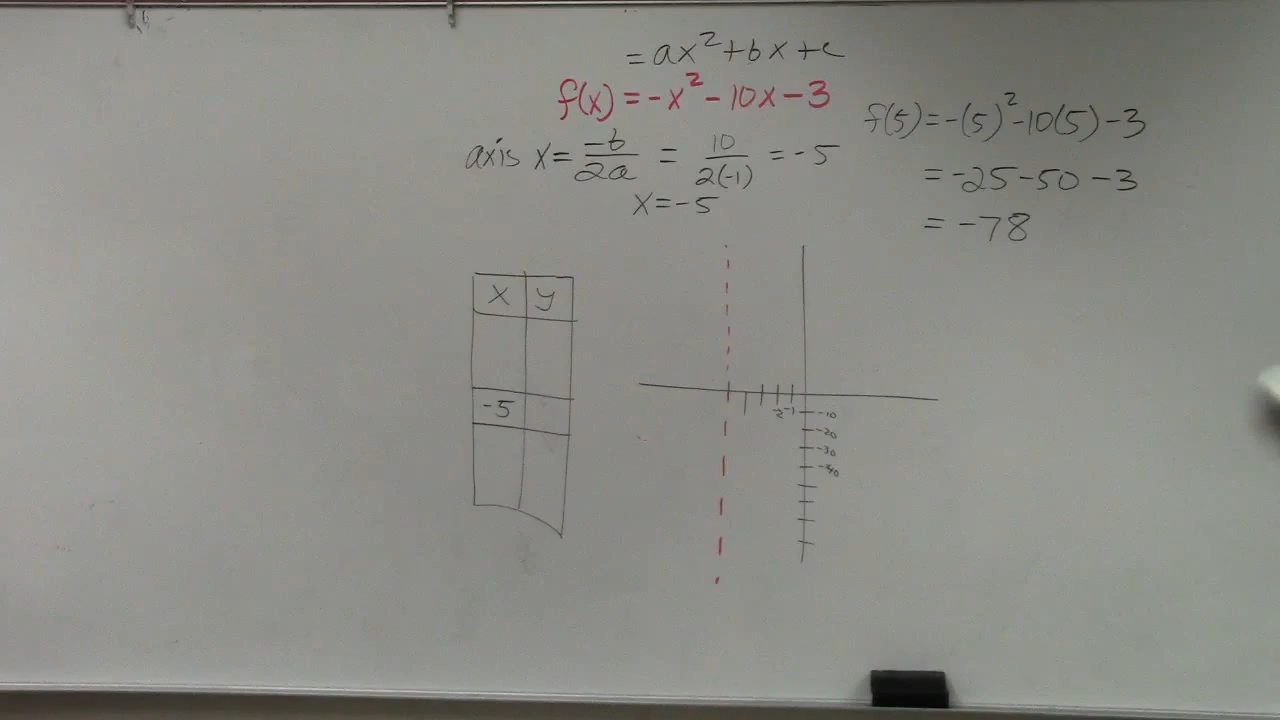 = ax² + bx + c
f(x) = -x² - 10x - 3
axis x = -b/2a = 10/2(-1) = -5
x = -5
f(5) = -(5)² - 10(5) - 3
= -25 - 50 - 3
= -78
x y
-5
-2 -1
-10
-20
-30
-40